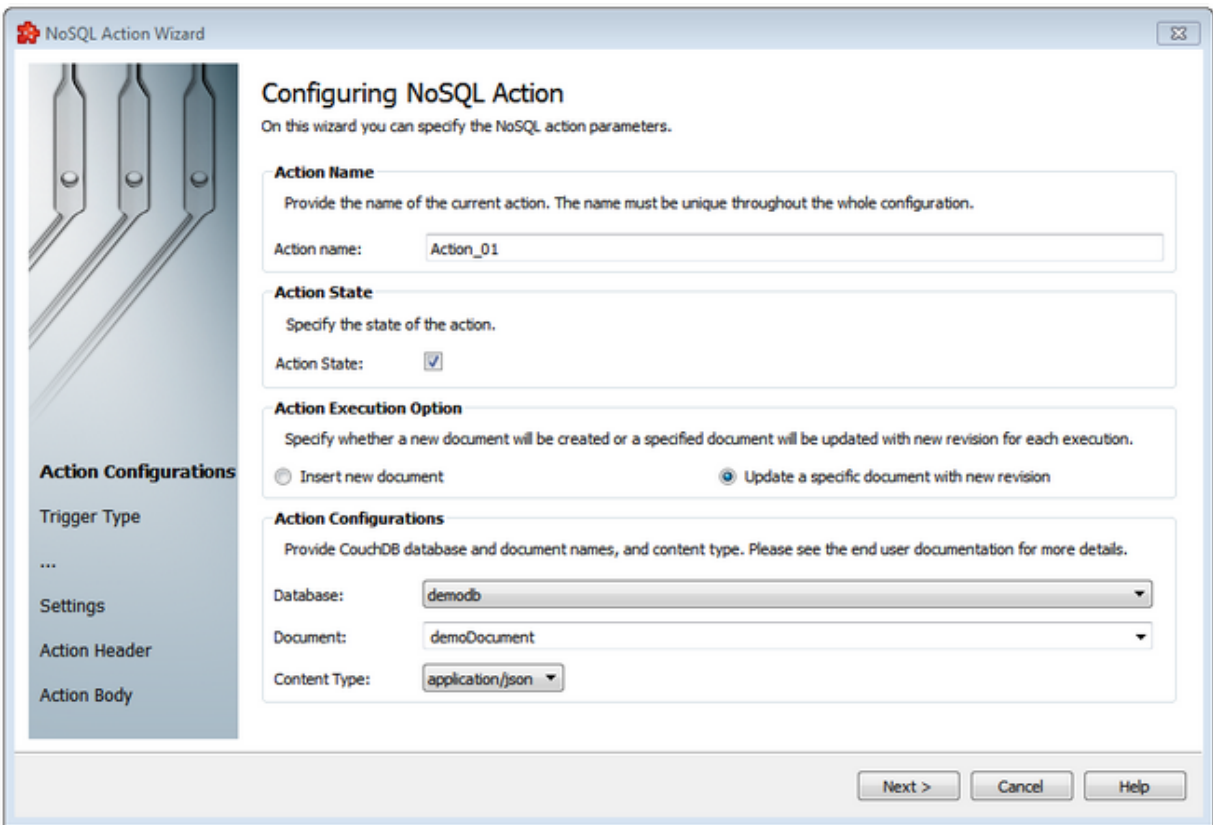 NoSQL Action Wizard
Configuring NoSQL Action
On this wizard you can specify the NoSQL action parameters.
Action Name
Provide the name of the current action. The name must be unique throughout the whole configuration.
Action name: Action_01
Action State
Specify the state of the action.
Action State:
Action Execution Option
Specify whether a new document will be created or a specified document will be updated with new revision for each execution.
Insert new document Update a specific document with new revision
Action Configurations
Provide CouchDB database and document names, and content type. Please see the end user documentation for more details.
Database: demodb
Document: demoDocument
Content Type: application/json
Action Configurations
Trigger Type
...
Settings
Action Header
Action Body
Next > Cancel Help